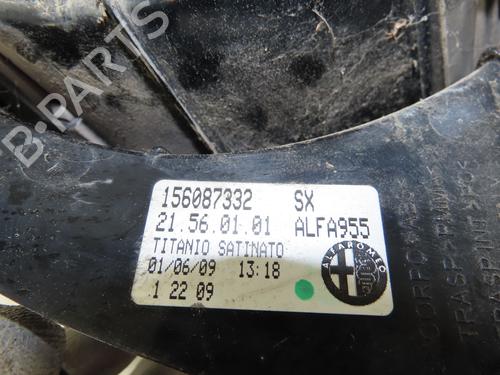 B-PARTS
156087332 SX
21.56.01.01 ALFA955
TITANIO SATINATO
01/06/09 13:18
1 22 09
ALFA ROMEO
CORPO